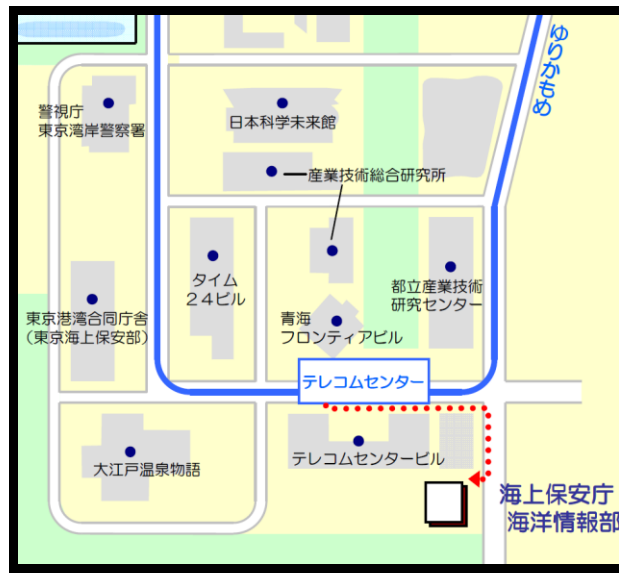 ゆりかもめ
警視庁
東京湾岸警察署
日本科学未来館
産業技術総合研究所
タイム
24ビル
都立産業技術
研究センター
東京港湾合同庁舎
(東京海上保安部)
青海
フロンティアビル
テレコムセンター
大江戸温泉物語
テレコムセンタービル
海上保安庁
海洋情報部